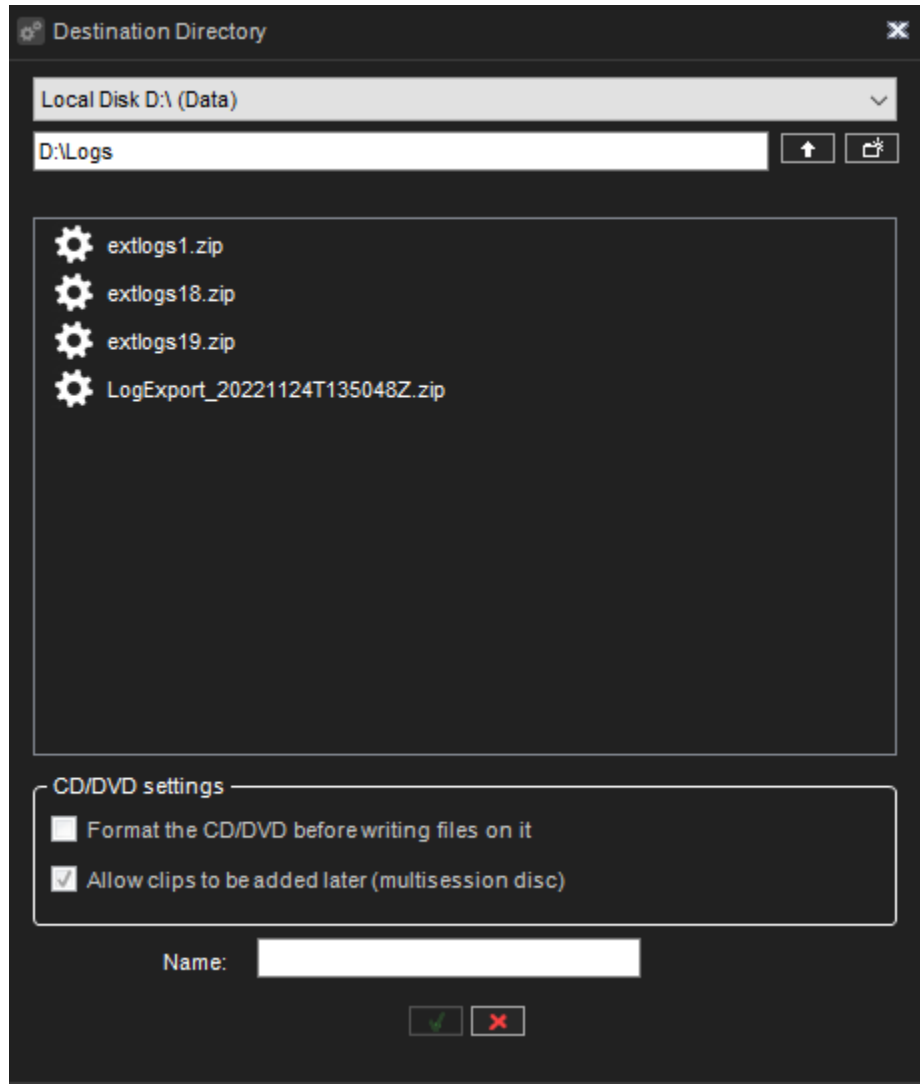 Destination Directory
Local Disk D:\ (Data)
D:\Logs
extlogs1.zip
extlogs18.zip
extlogs19.zip
LogExport_20221124T135048Z.zip
CD/DVD settings
Format the CD/DVD before writing files on it
Allow clips to be added later (multisession disc)
Name: